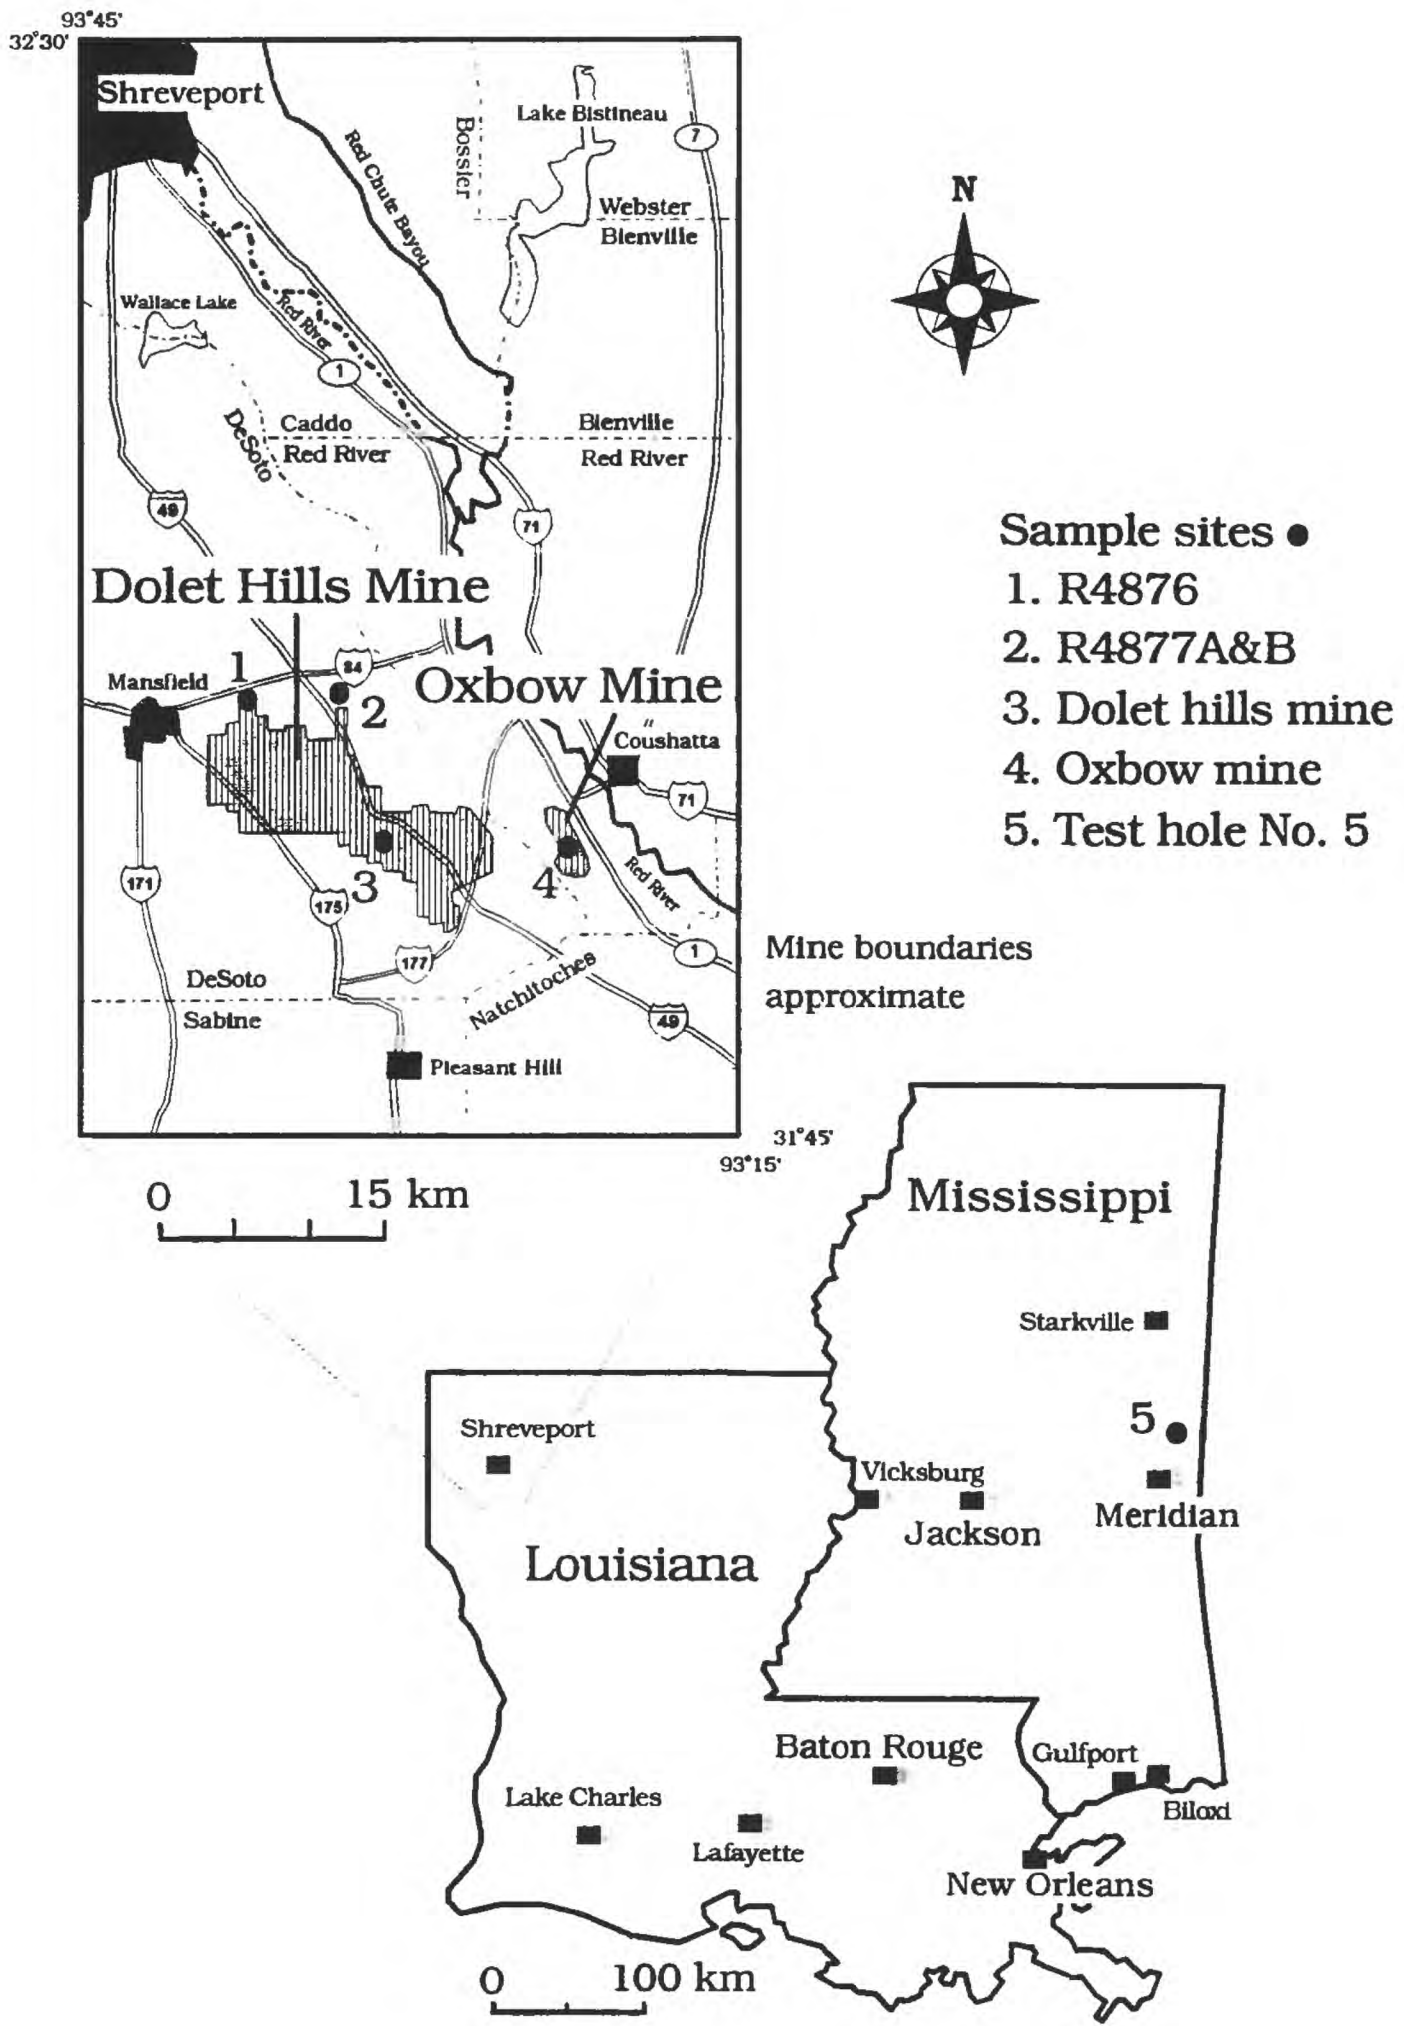 93°45'
32°30'
Shreveport
Lake Bistineau
Bossier
7
Red Chute Bayou
Webster
Bienville
Wallace Lake
Red River
1
DeSoto
Caddo
Red River
Bienville
Red River
49
71
Dolet Hills Mine
84
1
Mansfield
2
Oxbow Mine
Coushatta
71
171
175
3
4
Red River
177
1
DeSoto
Sabine
Natchitoches
49
Pleasant Hill
31°45'
93°15'
0 15 km
N
Sample sites ●
1. R4876
2. R4877A&B
3. Dolet hills mine
4. Oxbow mine
5. Test hole No. 5
Mine boundaries
approximate
Mississippi
Starkville
5
Shreveport
Vicksburg
Jackson
Meridian
Louisiana
Baton Rouge
Gulfport
Biloxi
Lake Charles
Lafayette
New Orleans
0 100 km